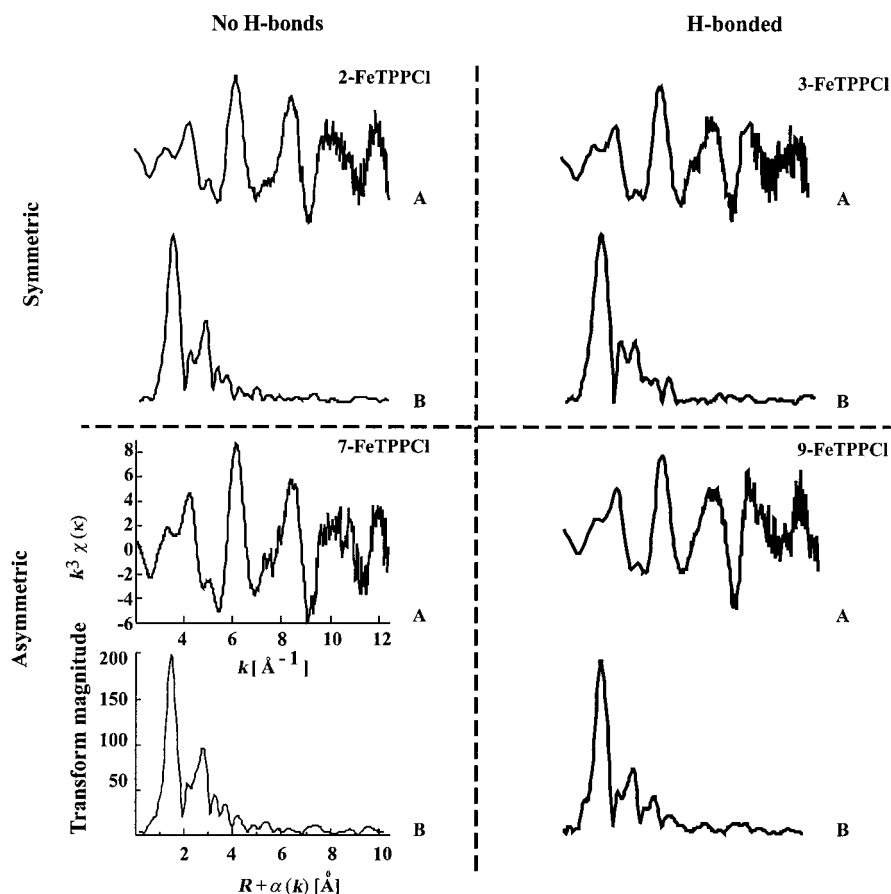 No H-bonds
H-bonded
2-FeTPPCl
3-FeTPPCl
Symmetric
A
A
B
B
7-FeTPPCl
9-FeTPPCl
Asymmetric
k³ χ(κ)
8
6
4
2
0
-2
-4
-6
4 6 8 10 12
k[Å⁻¹]
A
A
Transform magnitude
200
150
100
50
2 4 6 8 10
R + α(k) [Å]
B
B